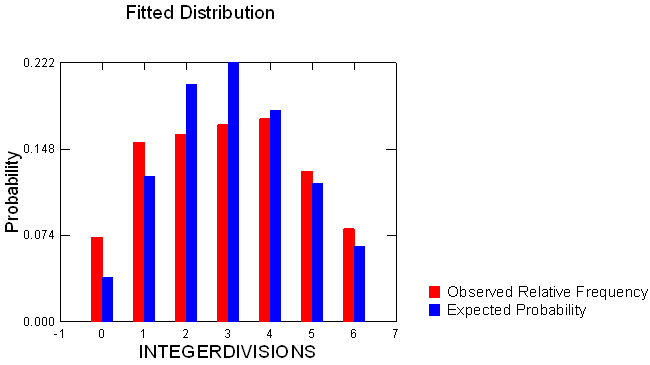 Fitted Distribution
0.222
0.148
0.074
0.000
Probability
-1 0 1 2 3 4 5 6 7
INTEGERDIVISIONS
Observed Relative Frequency
Expected Probability